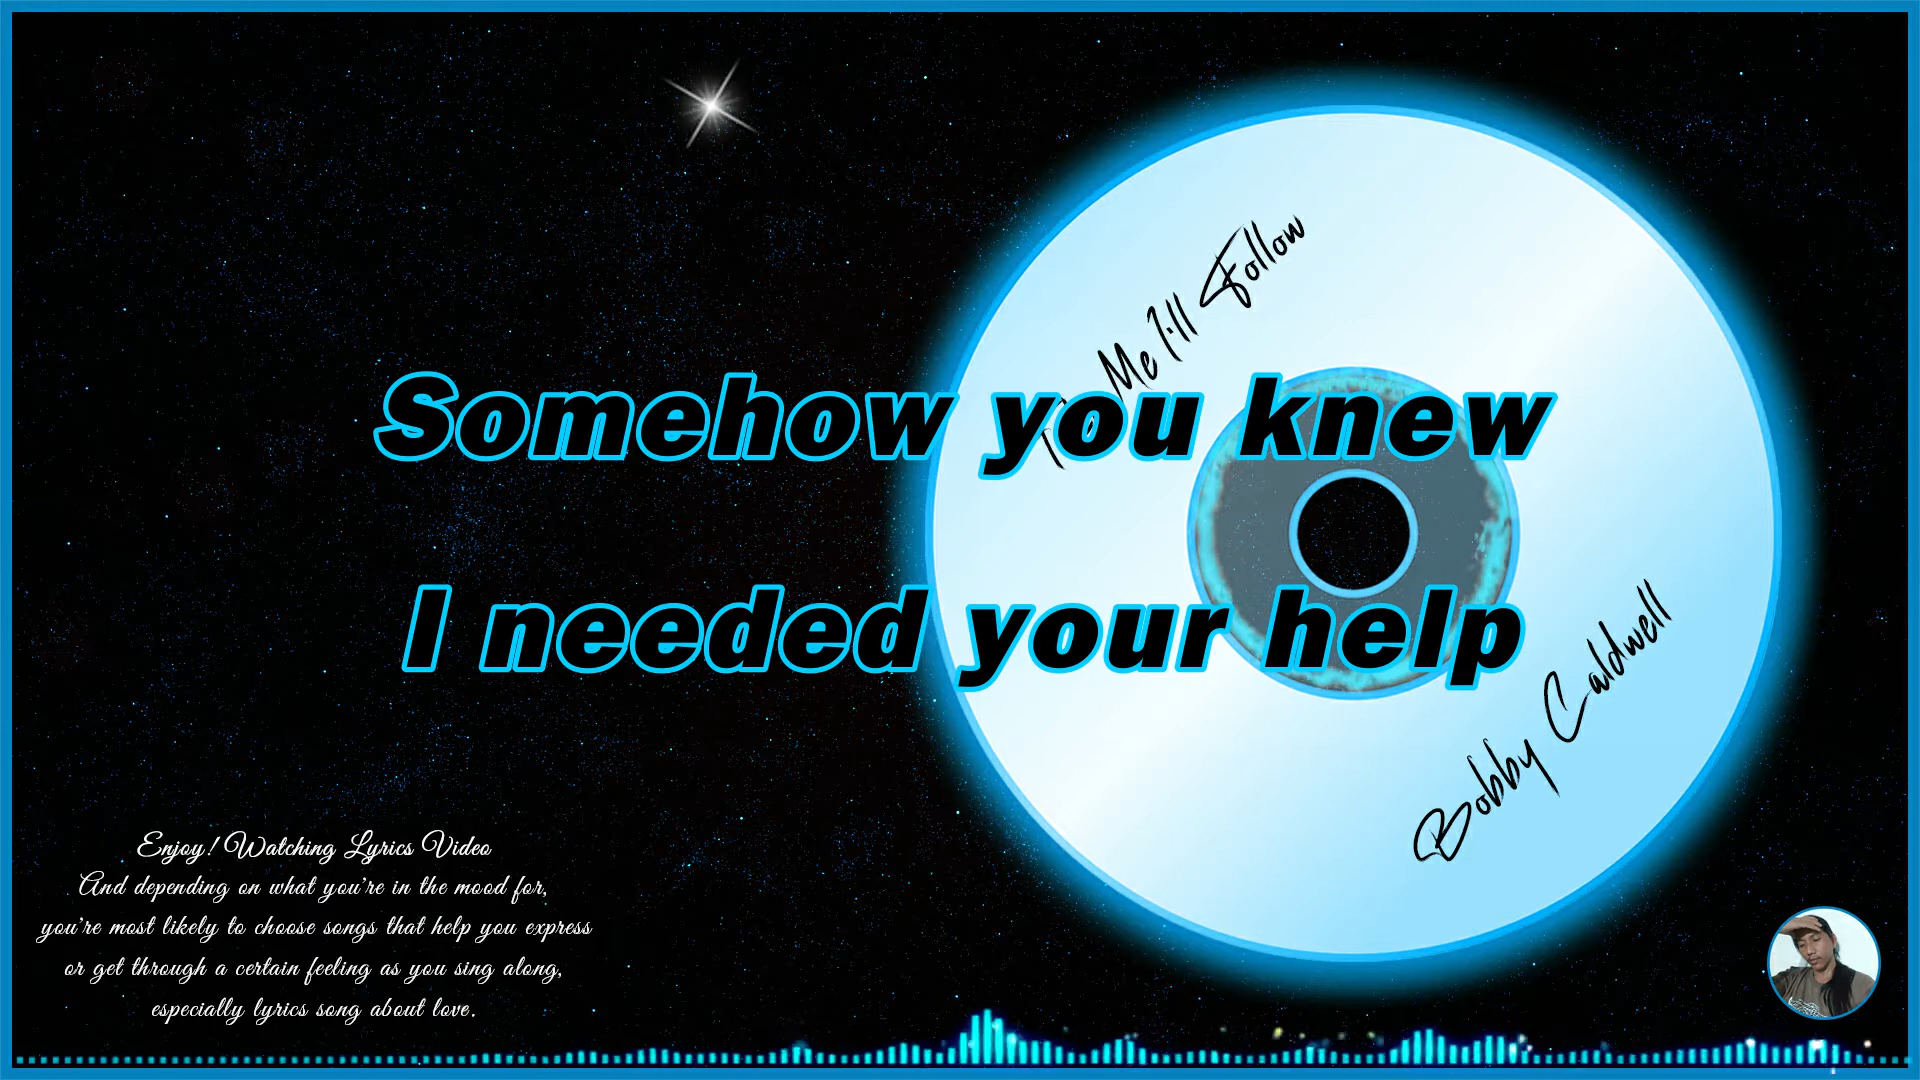 Me I'll Follow
Somehow you knew
I needed your help
Bobby Caldwell
Enjoy! Watching Lyrics Video
And depending on what you're in the mood for,
you're most likely to choose songs that help you express
or get through a certain feeling as you sing along,
especially lyrics song about love.